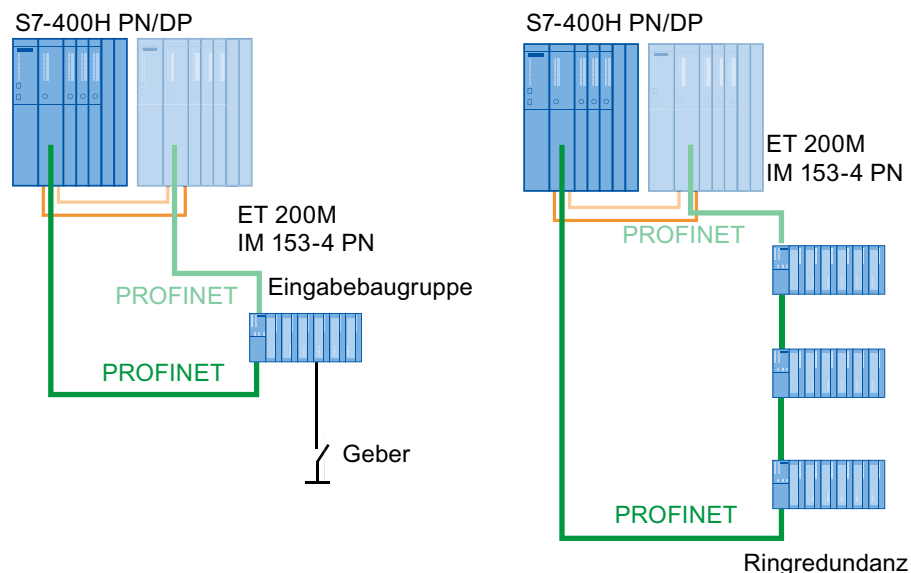 S7-400H PN/DP
ET 200M
IM 153-4 PN
Eingabebaugruppe
PROFINET
PROFINET
Geber
S7-400H PN/DP
ET 200M
IM 153-4 PN
PROFINET
PROFINET
Ringredundanz